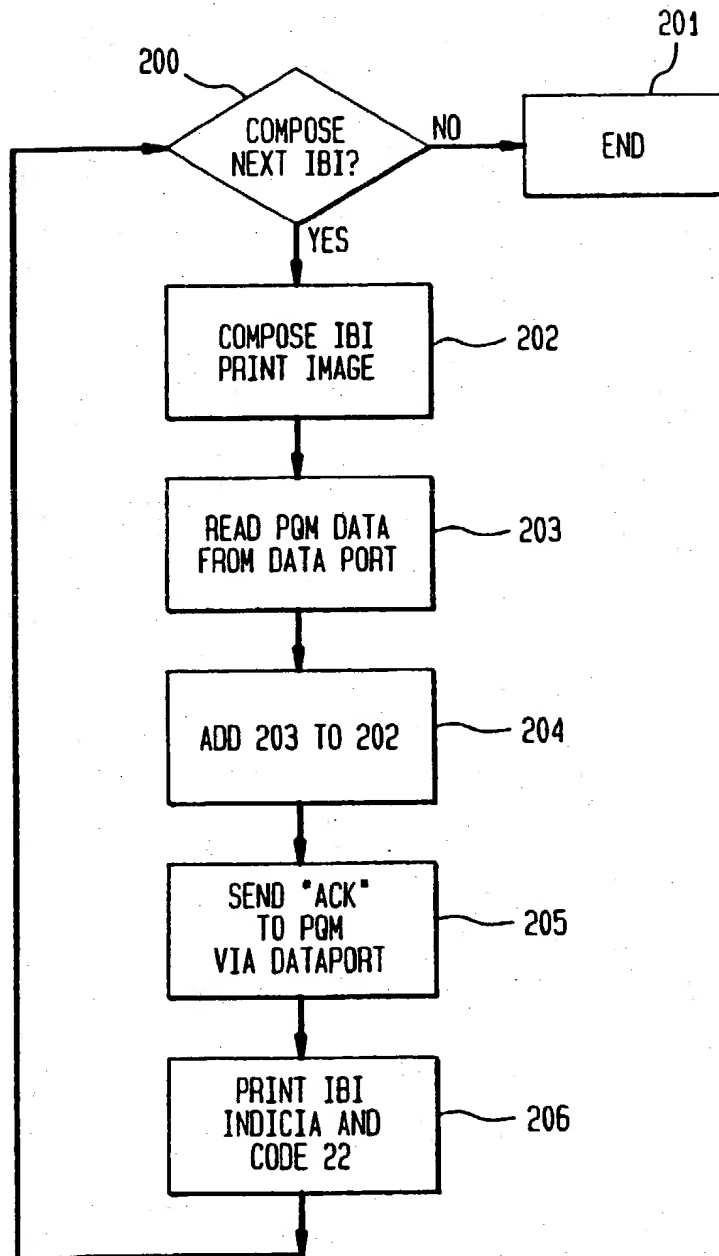 200
COMPOSE
NEXT IBI?
NO
201
END
YES
COMPOSE IBI
PRINT IMAGE
202
READ PQM DATA
FROM DATA PORT
203
ADD 203 TO 202
204
SEND "ACK"
TO PQM
VIA DATAPORT
205
PRINT IBI
INDICIA AND
CODE 22
206